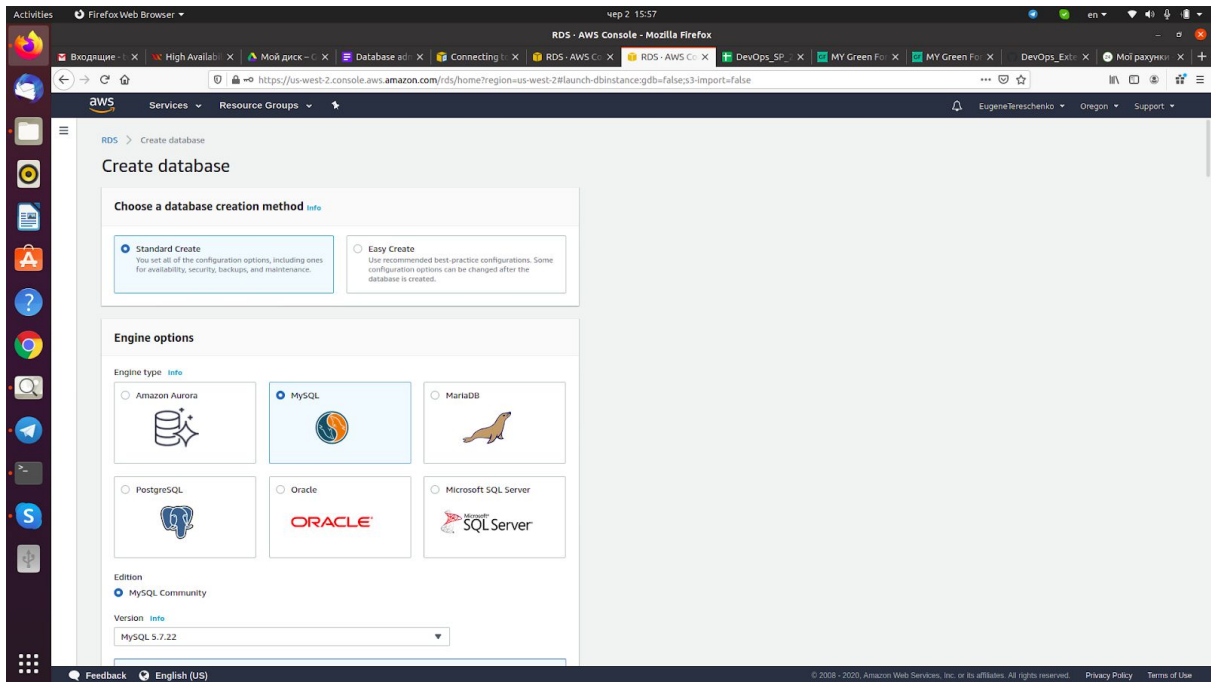 Activities Firefox Web Browser чер 2 15:57 en
RDS · AWS Console - Mozilla Firefox
Входящие – High Availabil Мой диск – G Database adm Connecting to RDS · AWS Co RDS · AWS Co DevOps_SP_2 MY Green For MY Green For DevOps_Exte Мої рахунки
https://us-west-2.console.aws.amazon.com/rds/home?region=us-west-2#launch-dbinstance:gdb=false;s3-import=false
aws Services Resource Groups EugeneTereschenko Oregon Support
RDS > Create database
Create database
Choose a database creation method Info
Standard Create
You set all of the configuration options, including ones
for availability, security, backups, and maintenance.
Easy Create
Use recommended best-practice configurations. Some
configuration options can be changed after the
database is created.
Engine options
Engine type Info
Amazon Aurora
MySQL
MariaDB
PostgreSQL
Oracle
ORACLE
Microsoft SQL Server
Microsoft
SQL Server
Edition
MySQL Community
Version Info
MySQL 5.7.22
Feedback English (US) © 2008 - 2020, Amazon Web Services, Inc. or its affiliates. All rights reserved. Privacy Policy Terms of Use